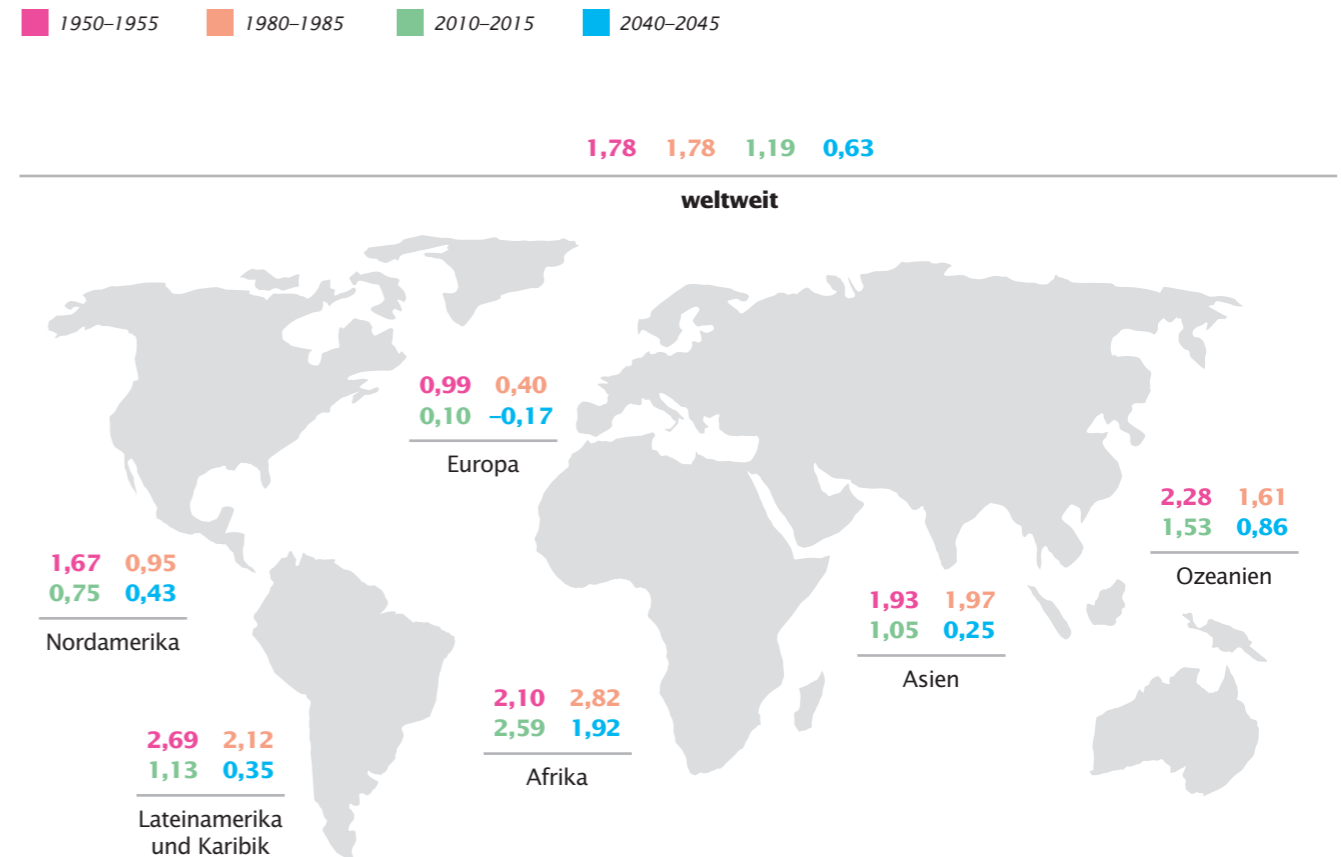 1950–1955 1980–1985 2010–2015 2040–2045
1,78 1,78 1,19 0,63
weltweit
0,99 0,40
0,10 –0,17
Europa
2,28 1,61
1,53 0,86
Ozeanien
1,67 0,95
0,75 0,43
Nordamerika
1,93 1,97
1,05 0,25
Asien
2,10 2,82
2,59 1,92
Afrika
2,69 2,12
1,13 0,35
Lateinamerika
und Karibik